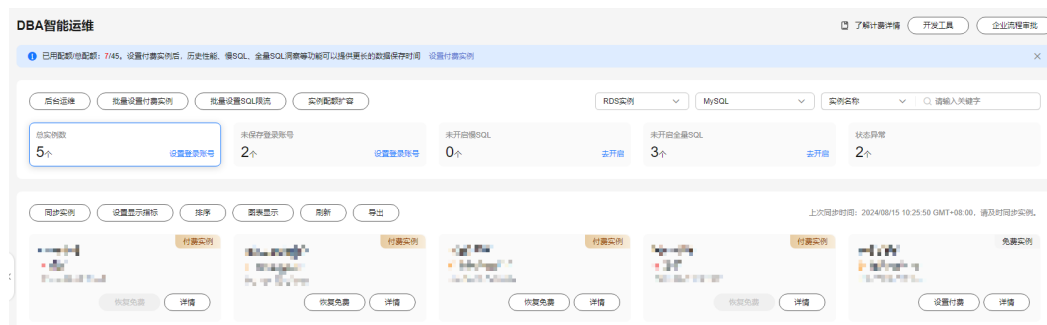 DBA智能运维 了解计费详情 开发工具 企业流程审批
已用配额/总配额：7/45。设置付费实例后，历史性能、慢SQL、全量SQL洞察等功能可以提供更长的数据保存时间 设置付费实例
后台运维 批量设置付费实例 批量设置SQL限流 实例配额扩容 RDS实例 MySQL 实例名称 请输入关键字
总实例数 未保存登录账号 未开启慢SQL 未开启全量SQL 状态异常
5个 设置登录账号 2个 设置登录账号 0个 去开启 3个 去开启 2个
同步实例 设置显示指标 排序 图表显示 刷新 导出 上次同步时间：2024/08/15 10:25:50 GMT+08:00，请及时同步实例。
付费实例 付费实例 付费实例 付费实例 免费实例
恢复免费 详情 恢复免费 详情 恢复免费 详情 恢复免费 详情 设置付费 详情